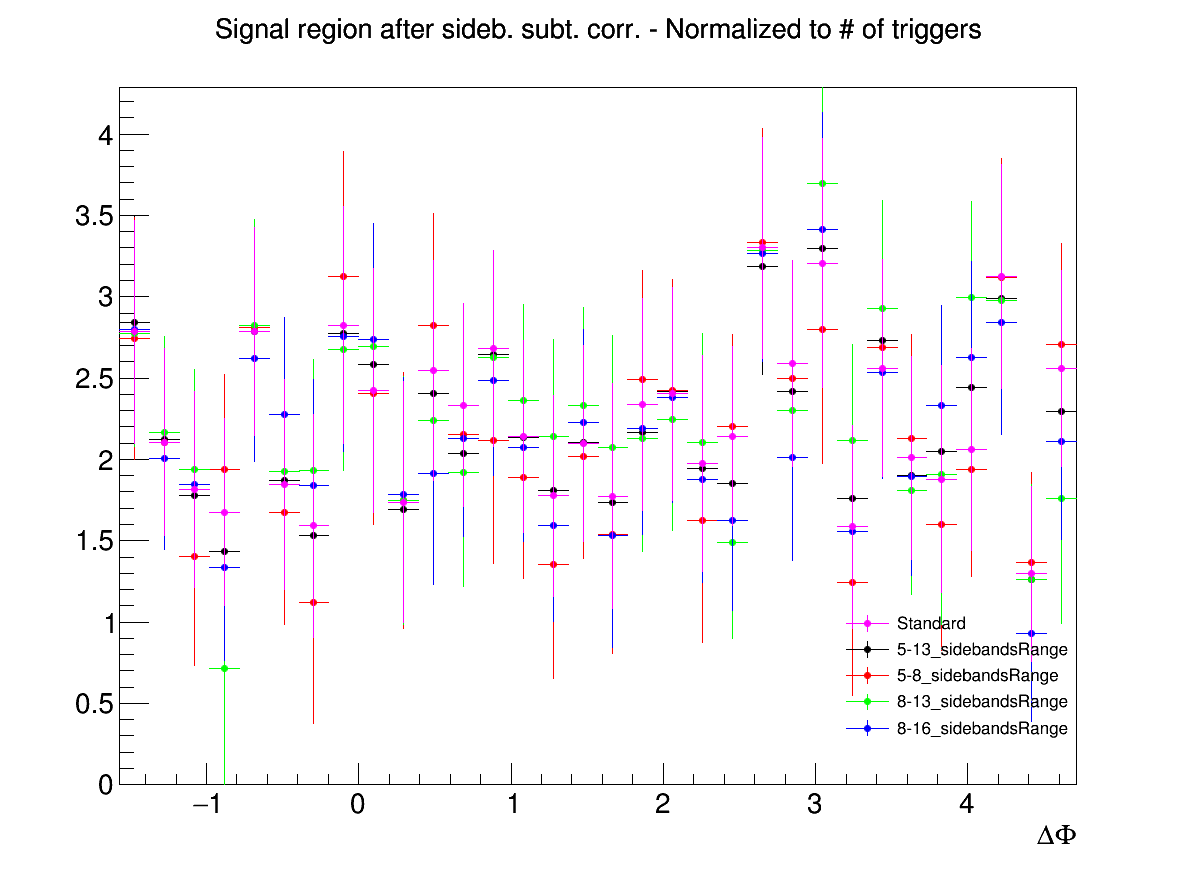 Signal region after sideb. subt. corr. - Normalized to # of triggers
4
3.5
3
2.5
2
1.5
1
0.5
0
−1
0
1
2
3
4
ΔΦ
Standard
5-13_sidebandsRange
5-8_sidebandsRange
8-13_sidebandsRange
8-16_sidebandsRange